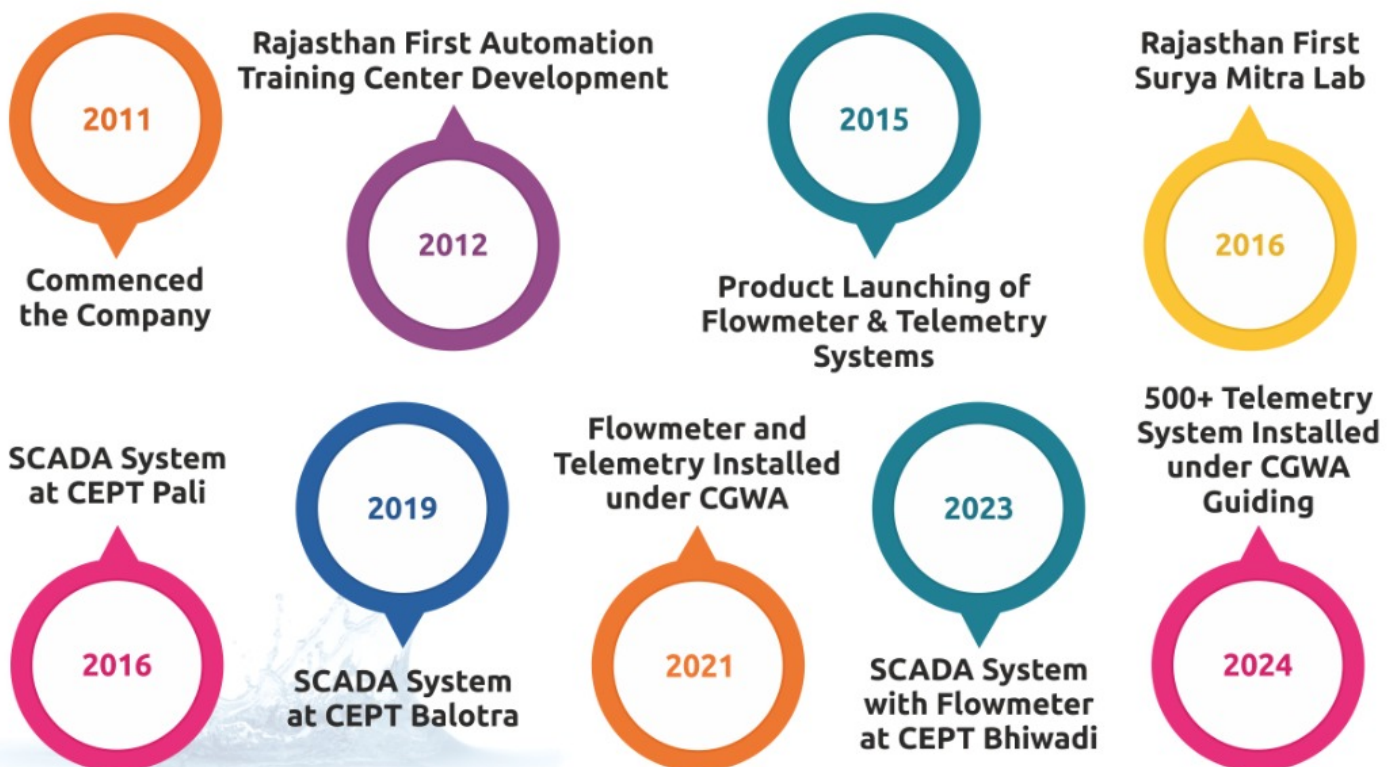 2011
Commenced
the Company
Rajasthan First Automation
Training Center Development
2012
2015
Product Launching of
Flowmeter & Telemetry
Systems
Rajasthan First
Surya Mitra Lab
2016
SCADA System
at CEPT Pali
2016
2019
SCADA System
at CEPT Balotra
Flowmeter and
Telemetry Installed
under CGWA
2021
2023
SCADA System
with Flowmeter
at CEPT Bhiwadi
500+ Telemetry
System Installed
under CGWA
Guiding
2024